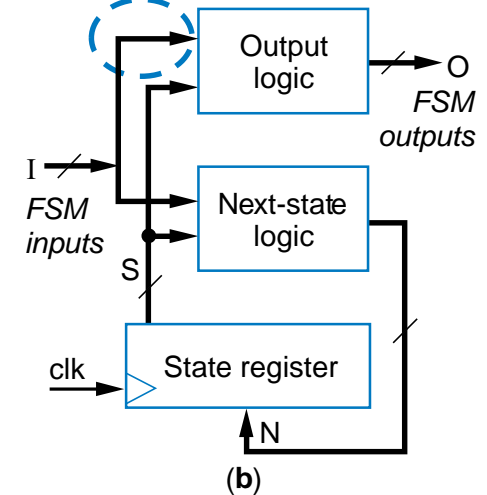 Output
logic
O
FSM
outputs
I
FSM
inputs
Next-state
logic
S
clk
State register
N
(b)